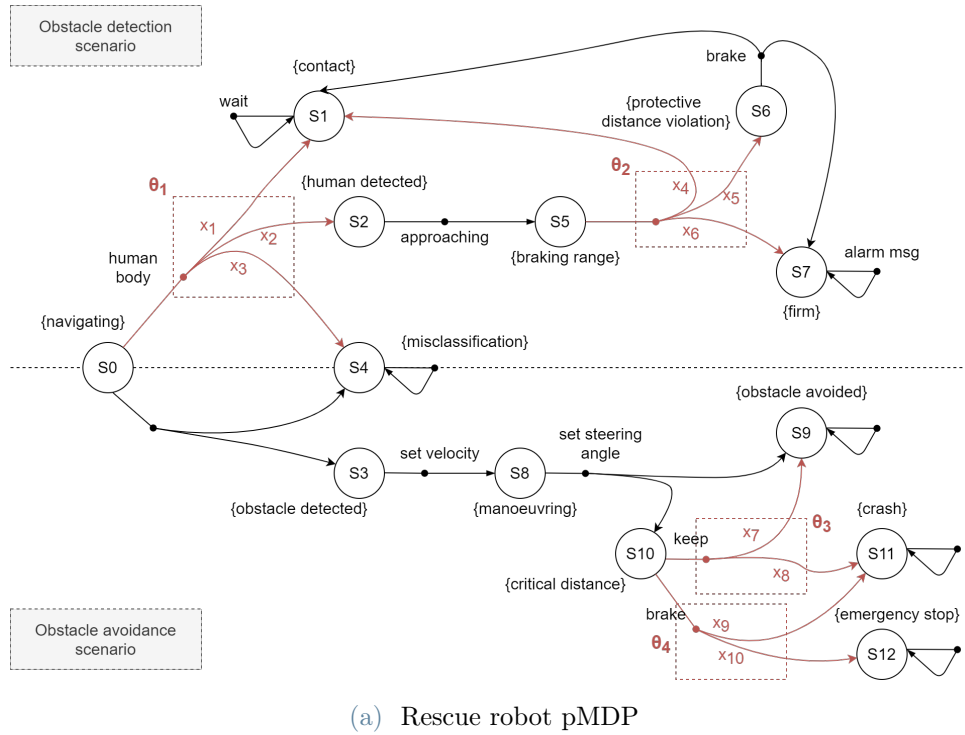 Obstacle detection
scenario
brake
{contact}
wait
S1
{protective
distance violation}
S6
θ1
{human detected}
θ2
x4
x5
x1
x2
S2
approaching
S5
x6
x3
human
body
{braking range}
alarm msg
S7
{navigating}
{firm}
{misclassification}
S0
S4
{obstacle avoided}
set steering
angle
S9
set velocity
S3
S8
{obstacle detected}
{manoeuvring}
{crash}
θ3
keep
x7
S10
S11
x8
{critical distance}
Obstacle avoidance
scenario
brake
x9
{emergency stop}
θ4
x10
S12
(a) Rescue robot pMDP